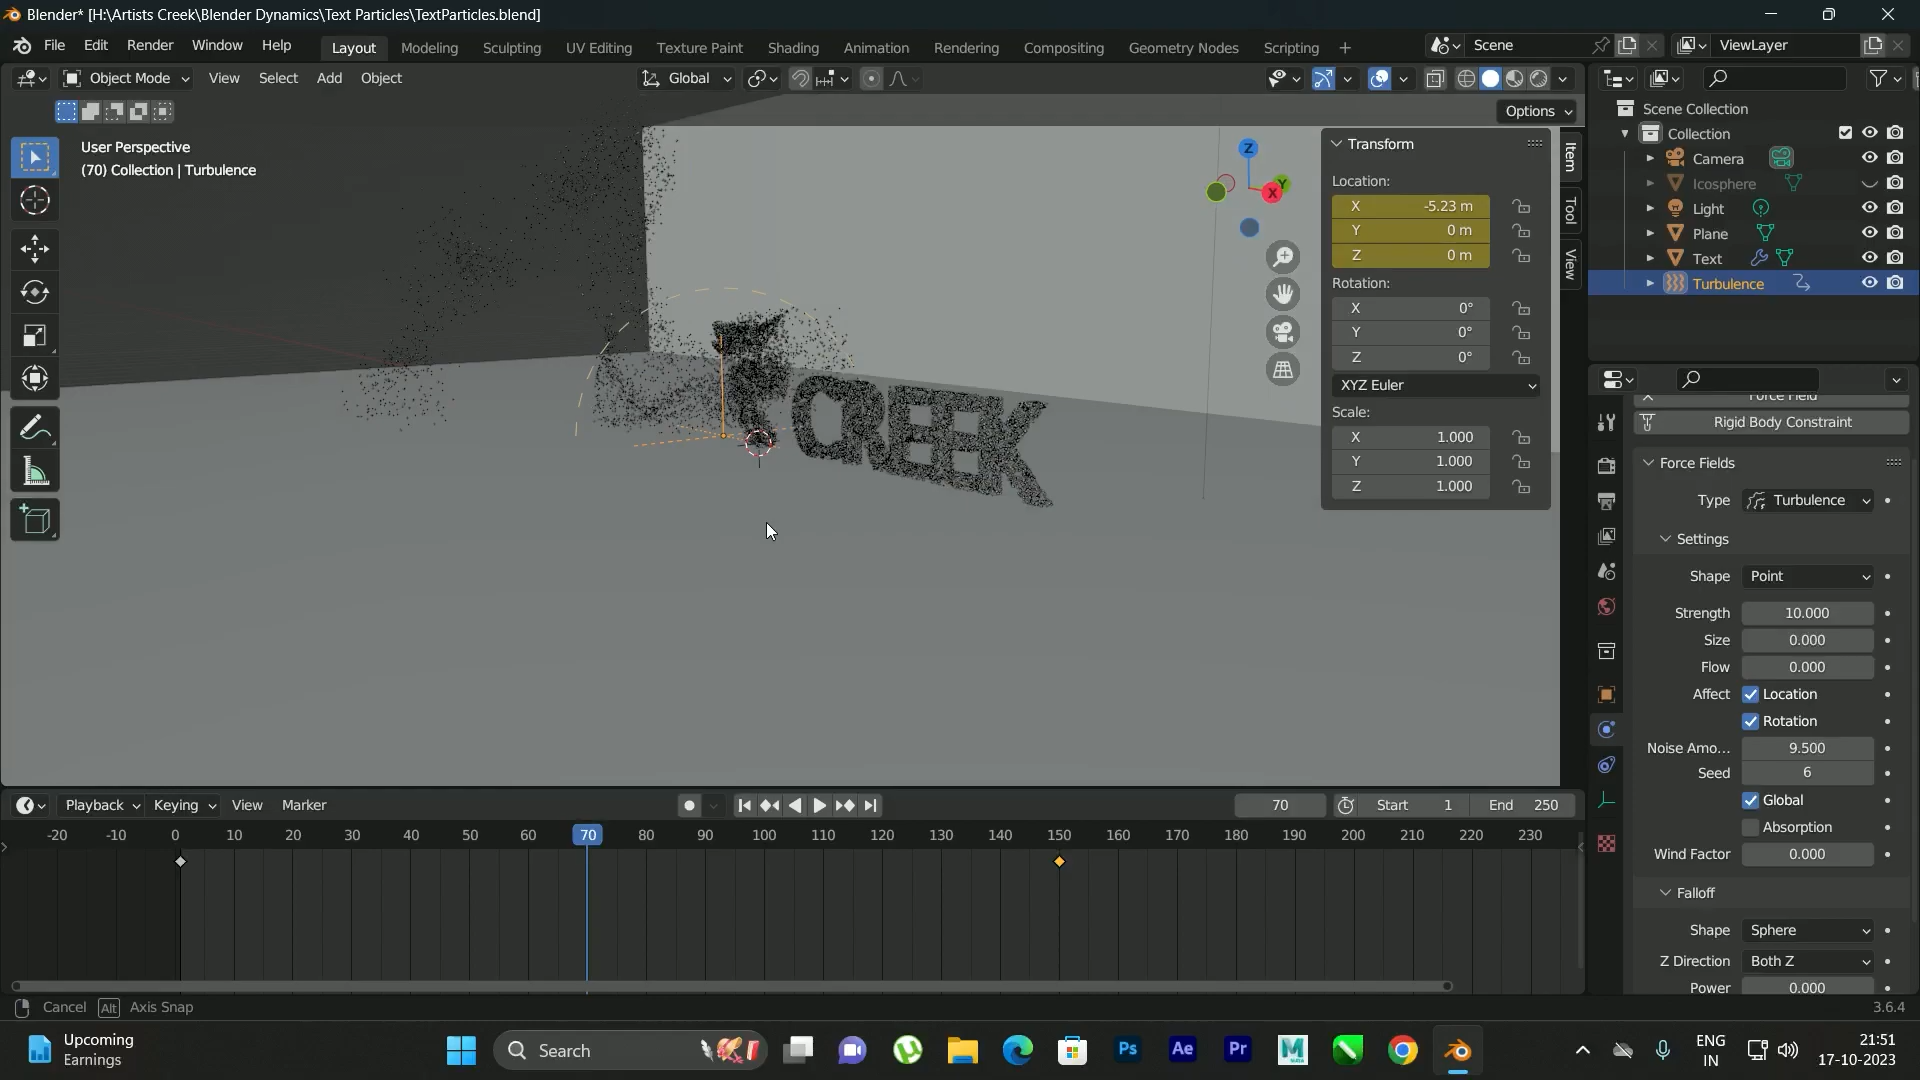 Blender* [H:\Artists Creek\Blender Dynamics\Text Particles\TextParticles.blend]
File Edit Render Window Help Layout Modeling Sculpting UV Editing Texture Paint Shading Animation Rendering Compositing Geometry Nodes Scripting + Scene ViewLayer
Object Mode View Select Add Object Global
Options
User Perspective
(70) Collection | Turbulence
CREEK
Z
Y
X
Transform
Location:
X -5.23 m
Y 0 m
Z 0 m
Rotation:
X 0°
Y 0°
Z 0°
XYZ Euler
Scale:
X 1.000
Y 1.000
Z 1.000
Item
Tool
View
Scene Collection
Collection
Camera
Icosphere
Light
Plane
Text
Turbulence
Force Field
Rigid Body Constraint
Force Fields
Type Turbulence
Settings
Shape Point
Strength 10.000
Size 0.000
Flow 0.000
Affect Location
Rotation
Noise Amo... 9.500
Seed 6
Global
Absorption
Wind Factor 0.000
Falloff
Shape Sphere
Z Direction Both Z
Power 0.000
Playback Keying View Marker 70 Start 1 End 250
-20 -10 0 10 20 30 40 50 60 70 80 90 100 110 120 130 140 150 160 170 180 190 200 210 220 230
Cancel Alt Axis Snap 3.6.4
Upcoming
Earnings
Search
Ps
Ae
Pr
M
ENG
IN
21:51
17-10-2023